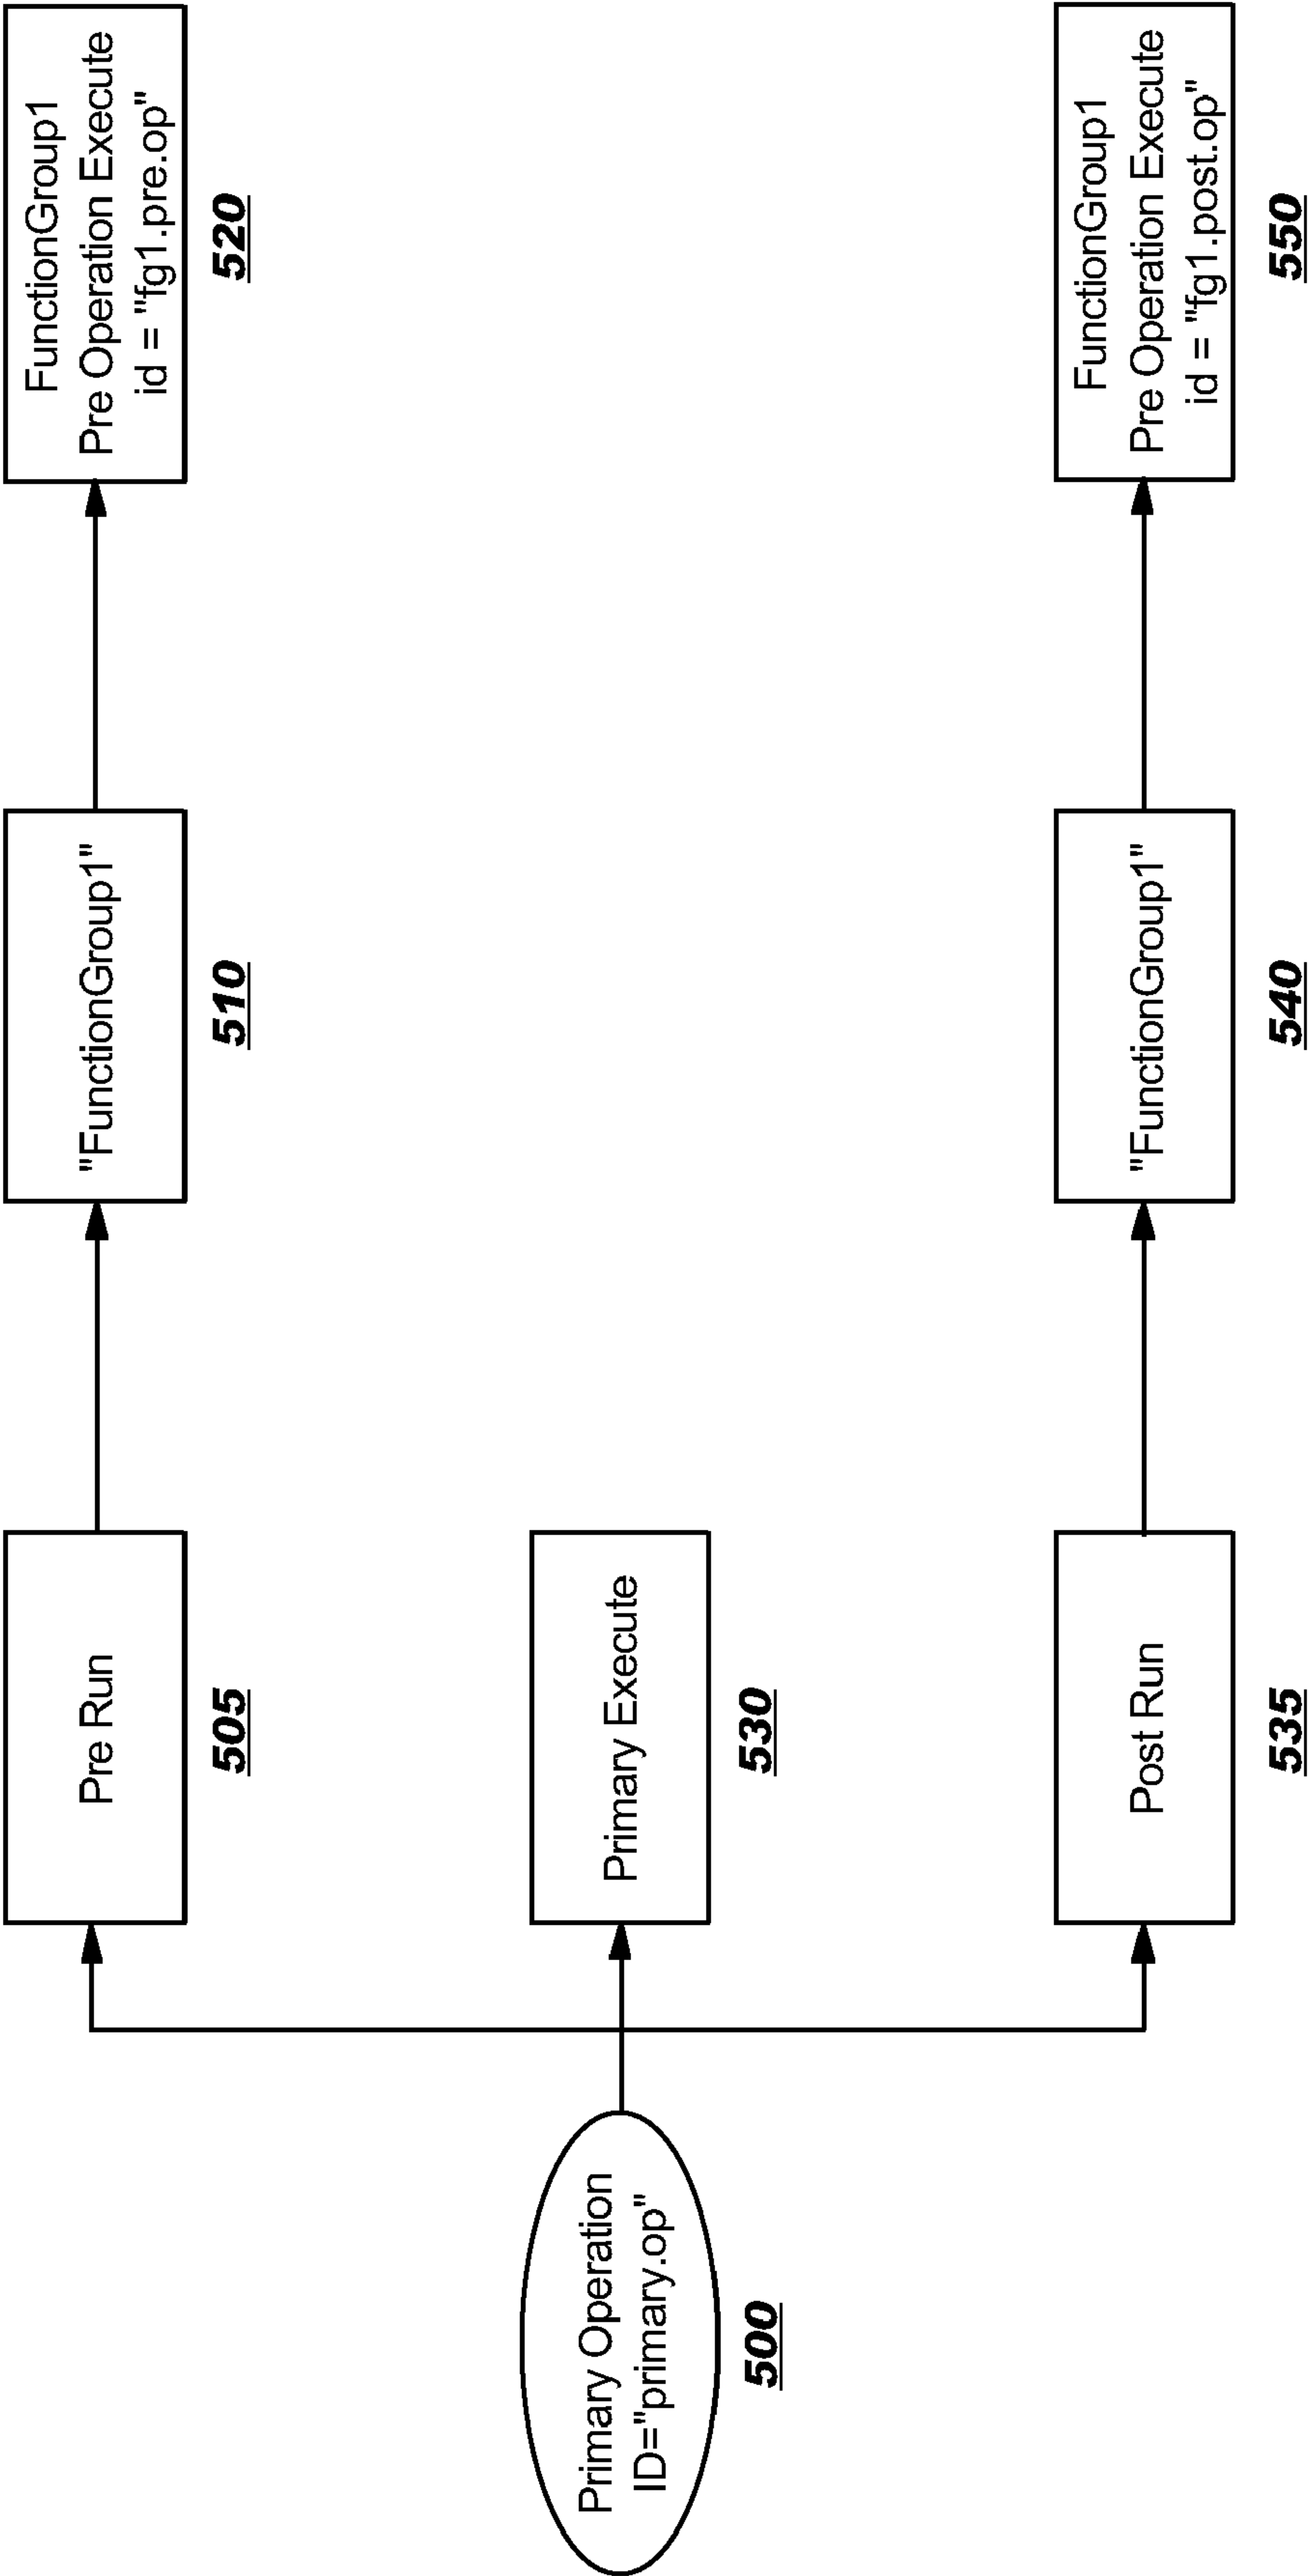 Primary Operation
ID="primary.op"
500
Pre Run
505
"FunctionGroup1"
510
FunctionGroup1
Pre Operation Execute
id = "fg1.pre.op"
520
Primary Execute
530
Post Run
535
"FunctionGroup1"
540
FunctionGroup1
Pre Operation Execute
id = "fg1.post.op"
550